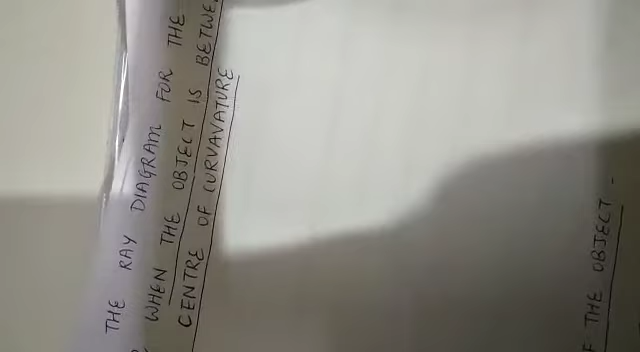 THE RAY DIAGRAM FOR THE
WHEN THE OBJECT IS
CENTRE OF CURVAVATURE
THE OBJECT -